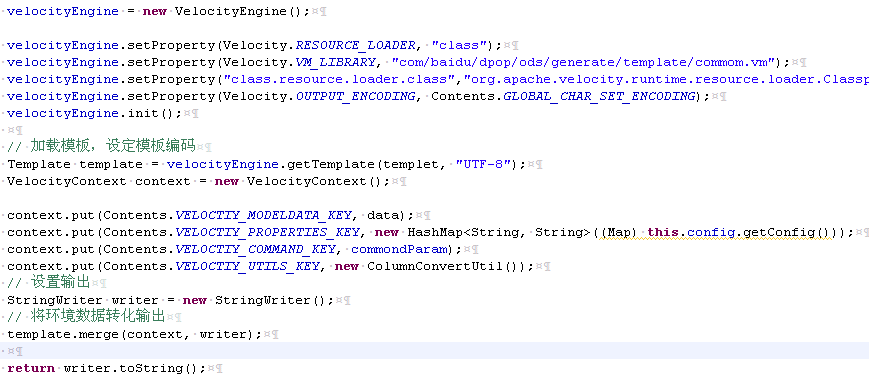 velocityEngine = new VelocityEngine();
velocityEngine.setProperty(Velocity.RESOURCE_LOADER, "class");
velocityEngine.setProperty(Velocity.VM_LIBRARY, "com/baidu/dpop/ods/generate/template/commom.vm");
velocityEngine.setProperty("class.resource.loader.class","org.apache.velocity.runtime.resource.loader.Classp
velocityEngine.setProperty(Velocity.OUTPUT_ENCODING, Contents.GLOBAL_CHAR_SET_ENCODING);
velocityEngine.init();
// 加载模板，设定模板编码
Template template = velocityEngine.getTemplate(templet, "UTF-8");
VelocityContext context = new VelocityContext();
context.put(Contents.VELOCTIY_MODELDATA_KEY, data);
context.put(Contents.VELOCTIY_PROPERTIES_KEY, new HashMap<String, String>((Map) this.config.getConfig()));
context.put(Contents.VELOCTIY_COMMAND_KEY, commondParam);
context.put(Contents.VELOCTIY_UTILS_KEY, new ColumnConvertUtil());
// 设置输出
StringWriter writer = new StringWriter();
// 将环境数据转化输出
template.merge(context, writer);
return writer.toString();